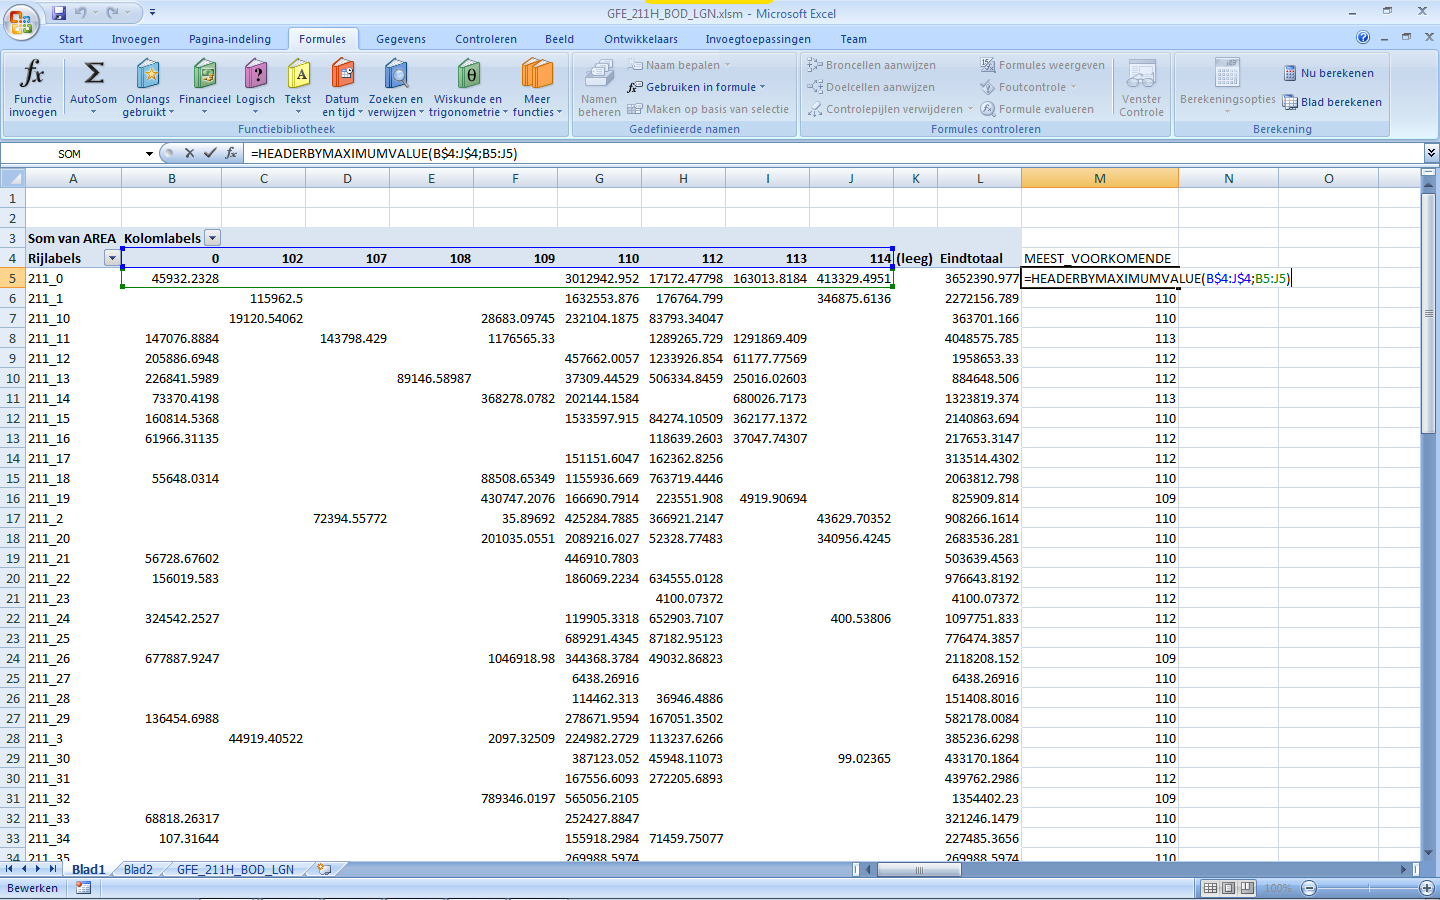 GFE_211H_BOD_LGN.xlsm - Microsoft Excel
Start Invoegen Pagina-indeling Formules Gegevens Controleren Beeld Ontwikkelaars Invoegtoepassingen Team
Functie invoegen
AutoSom
Onlangs gebruikt
Financieel
Logisch
Tekst
Datum en tijd
Zoeken en verwijzen
Wiskunde en trigonometrie
Meer functies
Functiebibliotheek
Namen beheren
Naam bepalen
Gebruiken in formule
Maken op basis van selectie
Gedefinieerde namen
Broncellen aanwijzen
Doelcellen aanwijzen
Controlepijlen verwijderen
Formules weergeven
Foutcontrole
Formule evalueren
Venster Controle
Formules controleren
Berekeningsopties
Nu berekenen
Blad berekenen
Berekening
SOM fx =HEADERBYMAXIMUMVALUE(B$4:J$4;B5:J5)
A B C D E F G H I J K L M N O
1
2
3 Som van AREA Kolomlabels
4 Rijlabels 0 102 107 108 109 110 112 113 114 (leeg) Eindtotaal MEEST_VOORKOMENDE
5 211_0 45932.2328 3012942.952 17172.47798 163013.8184 413329.4951 3652390.977 =HEADERBYMAXIMUMVALUE(B$4:J$4;B5:J5)
6 211_1 115962.5 1632553.876 176764.799 346875.6136 2272156.789 110
7 211_10 19120.54062 28683.09745 232104.1875 83793.34047 363701.166 110
8 211_11 147076.8884 143798.429 1176565.33 1289265.729 1291869.409 4048575.785 113
9 211_12 205886.6948 457662.0057 1233926.854 61177.77569 1958653.33 112
10 211_13 226841.5989 89146.58987 37309.44529 506334.8459 25016.02603 884648.506 112
11 211_14 73370.4198 368278.0782 202144.1584 680026.7173 1323819.374 113
12 211_15 160814.5368 1533597.915 84274.10509 362177.1372 2140863.694 110
13 211_16 61966.31135 118639.2603 37047.74307 217653.3147 112
14 211_17 151151.6047 162362.8256 313514.4302 112
15 211_18 55648.0314 88508.65349 1155936.669 763719.4446 2063812.798 110
16 211_19 430747.2076 166690.7914 223551.908 4919.90694 825909.814 109
17 211_2 72394.55772 35.89692 425284.7885 366921.2147 43629.70352 908266.1614 110
18 211_20 201035.0551 2089216.027 52328.77483 340956.4245 2683536.281 110
19 211_21 56728.67602 446910.7803 503639.4563 110
20 211_22 156019.583 186069.2234 634555.0128 976643.8192 112
21 211_23 4100.07372 4100.07372 112
22 211_24 324542.2527 119905.3318 652903.7107 400.53806 1097751.833 112
23 211_25 689291.4345 87182.95123 776474.3857 110
24 211_26 677887.9247 1046918.98 344368.3784 49032.86823 2118208.152 109
25 211_27 6438.26916 6438.26916 110
26 211_28 114462.313 36946.4886 151408.8016 110
27 211_29 136454.6988 278671.9594 167051.3502 582178.0084 110
28 211_3 44919.40522 2097.32509 224982.2729 113237.6266 385236.6298 110
29 211_30 387123.052 45948.11073 99.02365 433170.1864 110
30 211_31 167556.6093 272205.6893 439762.2986 112
31 211_32 789346.0197 565056.2105 1354402.23 109
32 211_33 68818.26317 252427.8847 321246.1479 110
33 211_34 107.31644 155918.2984 71459.75077 227485.3656 110
34 211_35 269988.5974 269988.5974 110
Blad1 Blad2 GFE_211H_BOD_LGN
Bewerken 100%